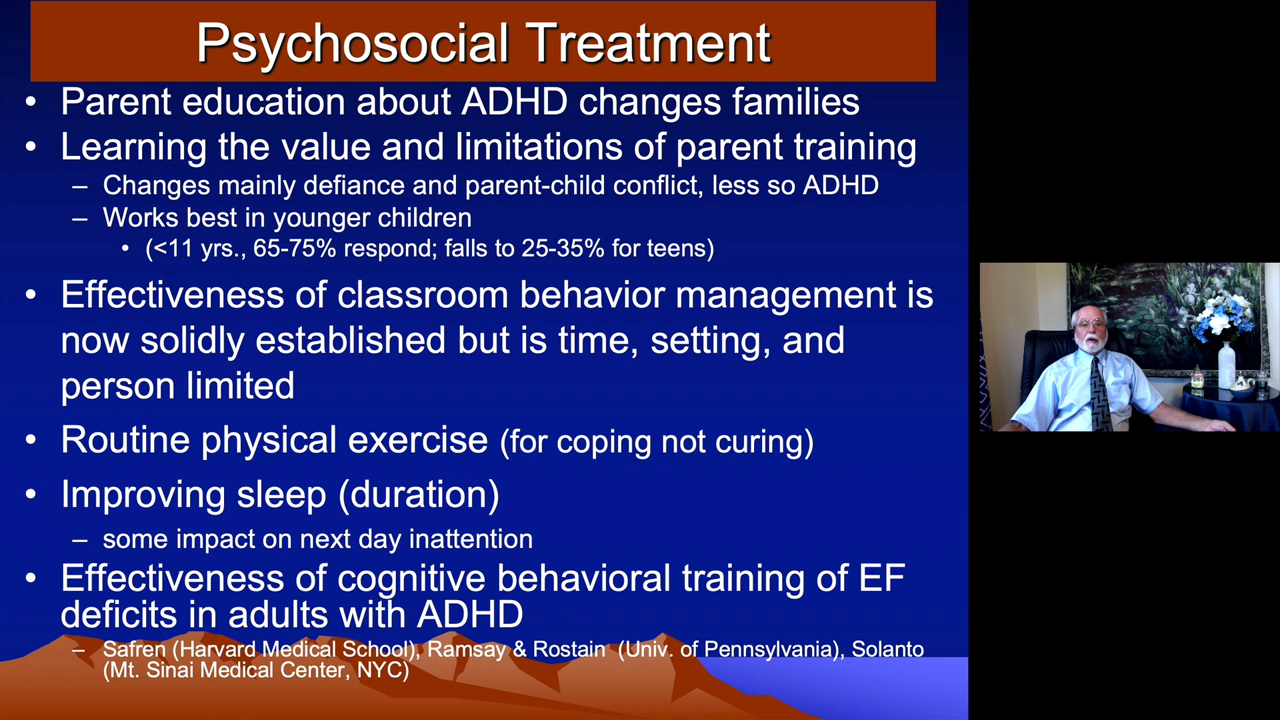 Psychosocial Treatment
• Parent education about ADHD changes families
• Learning the value and limitations of parent training
– Changes mainly defiance and parent-child conflict, less so ADHD
– Works best in younger children
• (<11 yrs., 65-75% respond; falls to 25-35% for teens)
• Effectiveness of classroom behavior management is
now solidly established but is time, setting, and
person limited
• Routine physical exercise (for coping not curing)
• Improving sleep (duration)
– some impact on next day inattention
• Effectiveness of cognitive behavioral training of EF
deficits in adults with ADHD
– Safren (Harvard Medical School), Ramsay & Rostain (Univ. of Pennsylvania), Solanto
(Mt. Sinai Medical Center, NYC)